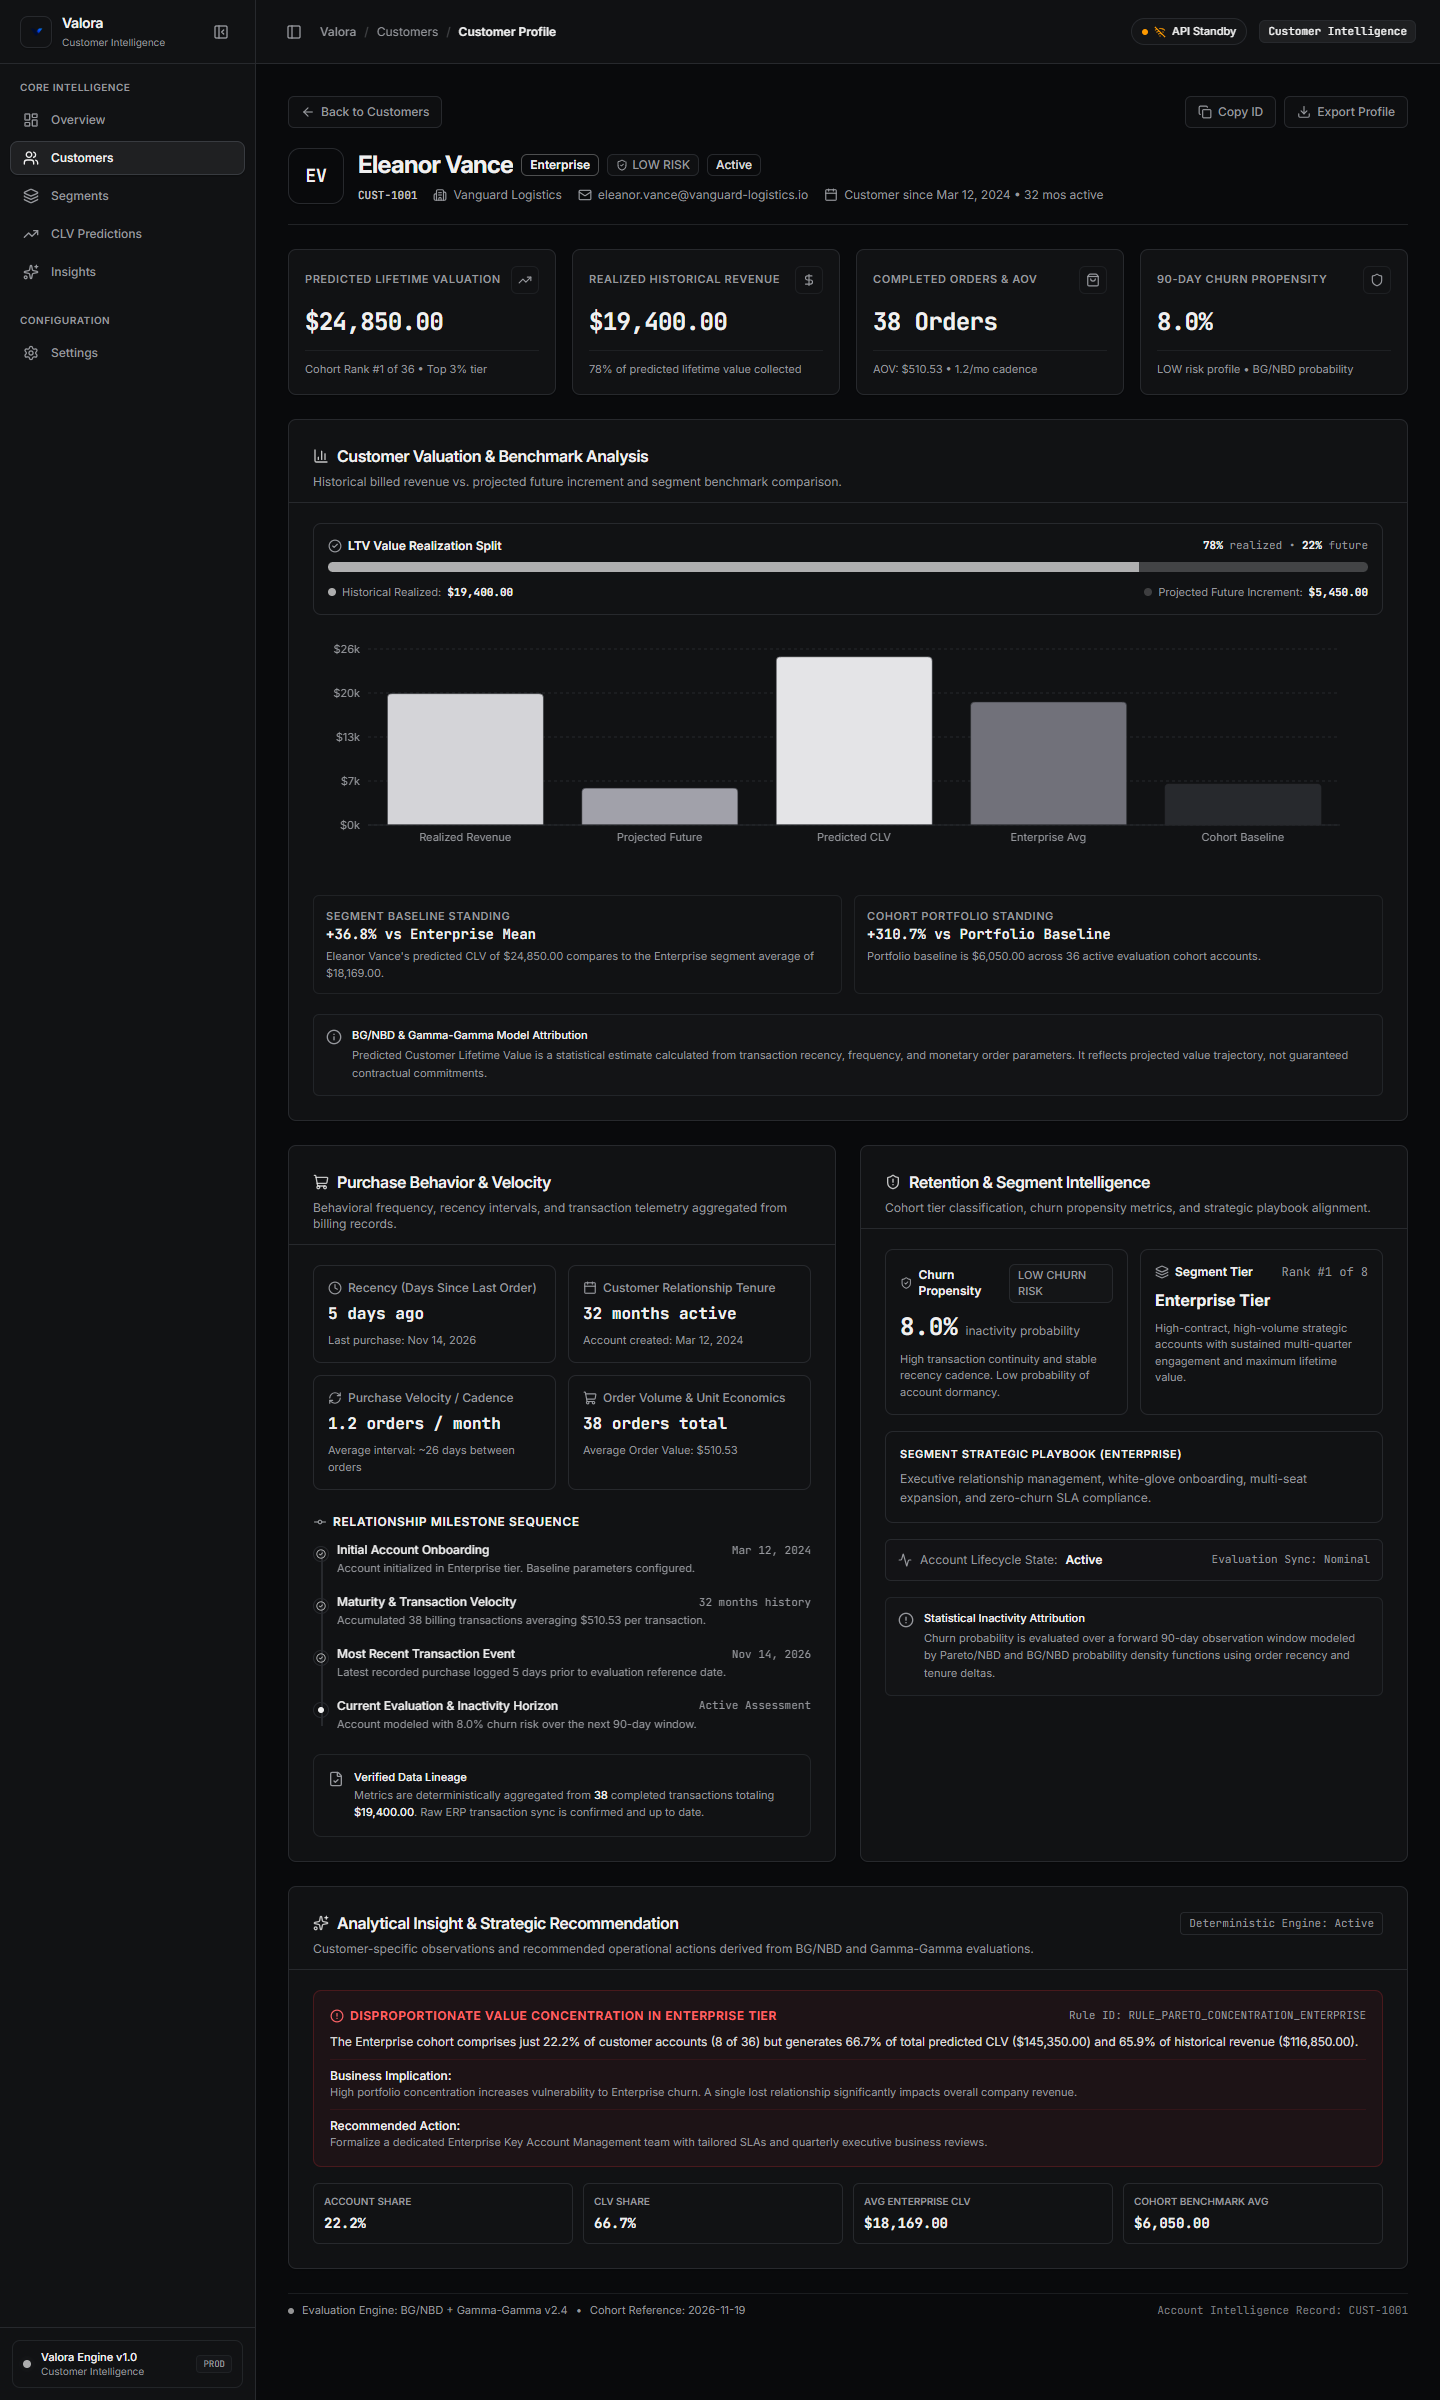 Valora
Customer Intelligence
Valora / Customers / Customer Profile
API Standby
Customer Intelligence
CORE INTELLIGENCE
Overview
Customers
Segments
CLV Predictions
Insights
CONFIGURATION
Settings
Back to Customers
Copy ID
Export Profile
EV
Eleanor Vance
Enterprise
LOW RISK
Active
CUST-1001
Vanguard Logistics
eleanor.vance@vanguard-logistics.io
Customer since Mar 12, 2024 • 32 mos active
PREDICTED LIFETIME VALUATION
$24,850.00
Cohort Rank #1 of 36 • Top 3% tier
REALIZED HISTORICAL REVENUE
$19,400.00
78% of predicted lifetime value collected
COMPLETED ORDERS & AOV
38 Orders
AOV: $510.53 • 1.2/mo cadence
90-DAY CHURN PROPENSITY
8.0%
LOW risk profile • BG/NBD probability
Customer Valuation & Benchmark Analysis
Historical billed revenue vs. projected future increment and segment benchmark comparison.
LTV Value Realization Split
78% realized • 22% future
Historical Realized: $19,400.00
Projected Future Increment: $5,450.00
$26k
$20k
$13k
$7k
$0k
Realized Revenue
Projected Future
Predicted CLV
Enterprise Avg
Cohort Baseline
SEGMENT BASELINE STANDING
+36.8% vs Enterprise Mean
Eleanor Vance's predicted CLV of $24,850.00 compares to the Enterprise segment average of
$18,169.00.
COHORT PORTFOLIO STANDING
+310.7% vs Portfolio Baseline
Portfolio baseline is $6,050.00 across 36 active evaluation cohort accounts.
BG/NBD & Gamma-Gamma Model Attribution
Predicted Customer Lifetime Value is a statistical estimate calculated from transaction recency, frequency, and monetary order parameters. It reflects projected value trajectory, not guaranteed
contractual commitments.
Purchase Behavior & Velocity
Behavioral frequency, recency intervals, and transaction telemetry aggregated from
billing records.
Recency (Days Since Last Order)
5 days ago
Last purchase: Nov 14, 2026
Customer Relationship Tenure
32 months active
Account created: Mar 12, 2024
Purchase Velocity / Cadence
1.2 orders / month
Average interval: ~26 days between
orders
Order Volume & Unit Economics
38 orders total
Average Order Value: $510.53
RELATIONSHIP MILESTONE SEQUENCE
Initial Account Onboarding
Mar 12, 2024
Account initialized in Enterprise tier. Baseline parameters configured.
Maturity & Transaction Velocity
32 months history
Accumulated 38 billing transactions averaging $510.53 per transaction.
Most Recent Transaction Event
Nov 14, 2026
Latest recorded purchase logged 5 days prior to evaluation reference date.
Current Evaluation & Inactivity Horizon
Active Assessment
Account modeled with 8.0% churn risk over the next 90-day window.
Verified Data Lineage
Metrics are deterministically aggregated from 38 completed transactions totaling
$19,400.00. Raw ERP transaction sync is confirmed and up to date.
Retention & Segment Intelligence
Cohort tier classification, churn propensity metrics, and strategic playbook alignment.
Churn
Propensity
LOW CHURN
RISK
8.0% inactivity probability
High transaction continuity and stable
recency cadence. Low probability of
account dormancy.
Segment Tier
Rank #1 of 8
Enterprise Tier
High-contract, high-volume strategic
accounts with sustained multi-quarter
engagement and maximum lifetime
value.
SEGMENT STRATEGIC PLAYBOOK (ENTERPRISE)
Executive relationship management, white-glove onboarding, multi-seat
expansion, and zero-churn SLA compliance.
Account Lifecycle State: Active
Evaluation Sync: Nominal
Statistical Inactivity Attribution
Churn probability is evaluated over a forward 90-day observation window modeled
by Pareto/NBD and BG/NBD probability density functions using order recency and
tenure deltas.
Analytical Insight & Strategic Recommendation
Deterministic Engine: Active
Customer-specific observations and recommended operational actions derived from BG/NBD and Gamma-Gamma evaluations.
DISPROPORTIONATE VALUE CONCENTRATION IN ENTERPRISE TIER
Rule ID: RULE_PARETO_CONCENTRATION_ENTERPRISE
The Enterprise cohort comprises just 22.2% of customer accounts (8 of 36) but generates 66.7% of total predicted CLV ($145,350.00) and 65.9% of historical revenue ($116,850.00).
Business Implication:
High portfolio concentration increases vulnerability to Enterprise churn. A single lost relationship significantly impacts overall company revenue.
Recommended Action:
Formalize a dedicated Enterprise Key Account Management team with tailored SLAs and quarterly executive business reviews.
ACCOUNT SHARE
22.2%
CLV SHARE
66.7%
AVG ENTERPRISE CLV
$18,169.00
COHORT BENCHMARK AVG
$6,050.00
Evaluation Engine: BG/NBD + Gamma-Gamma v2.4 • Cohort Reference: 2026-11-19
Account Intelligence Record: CUST-1001
Valora Engine v1.0
Customer Intelligence
PROD